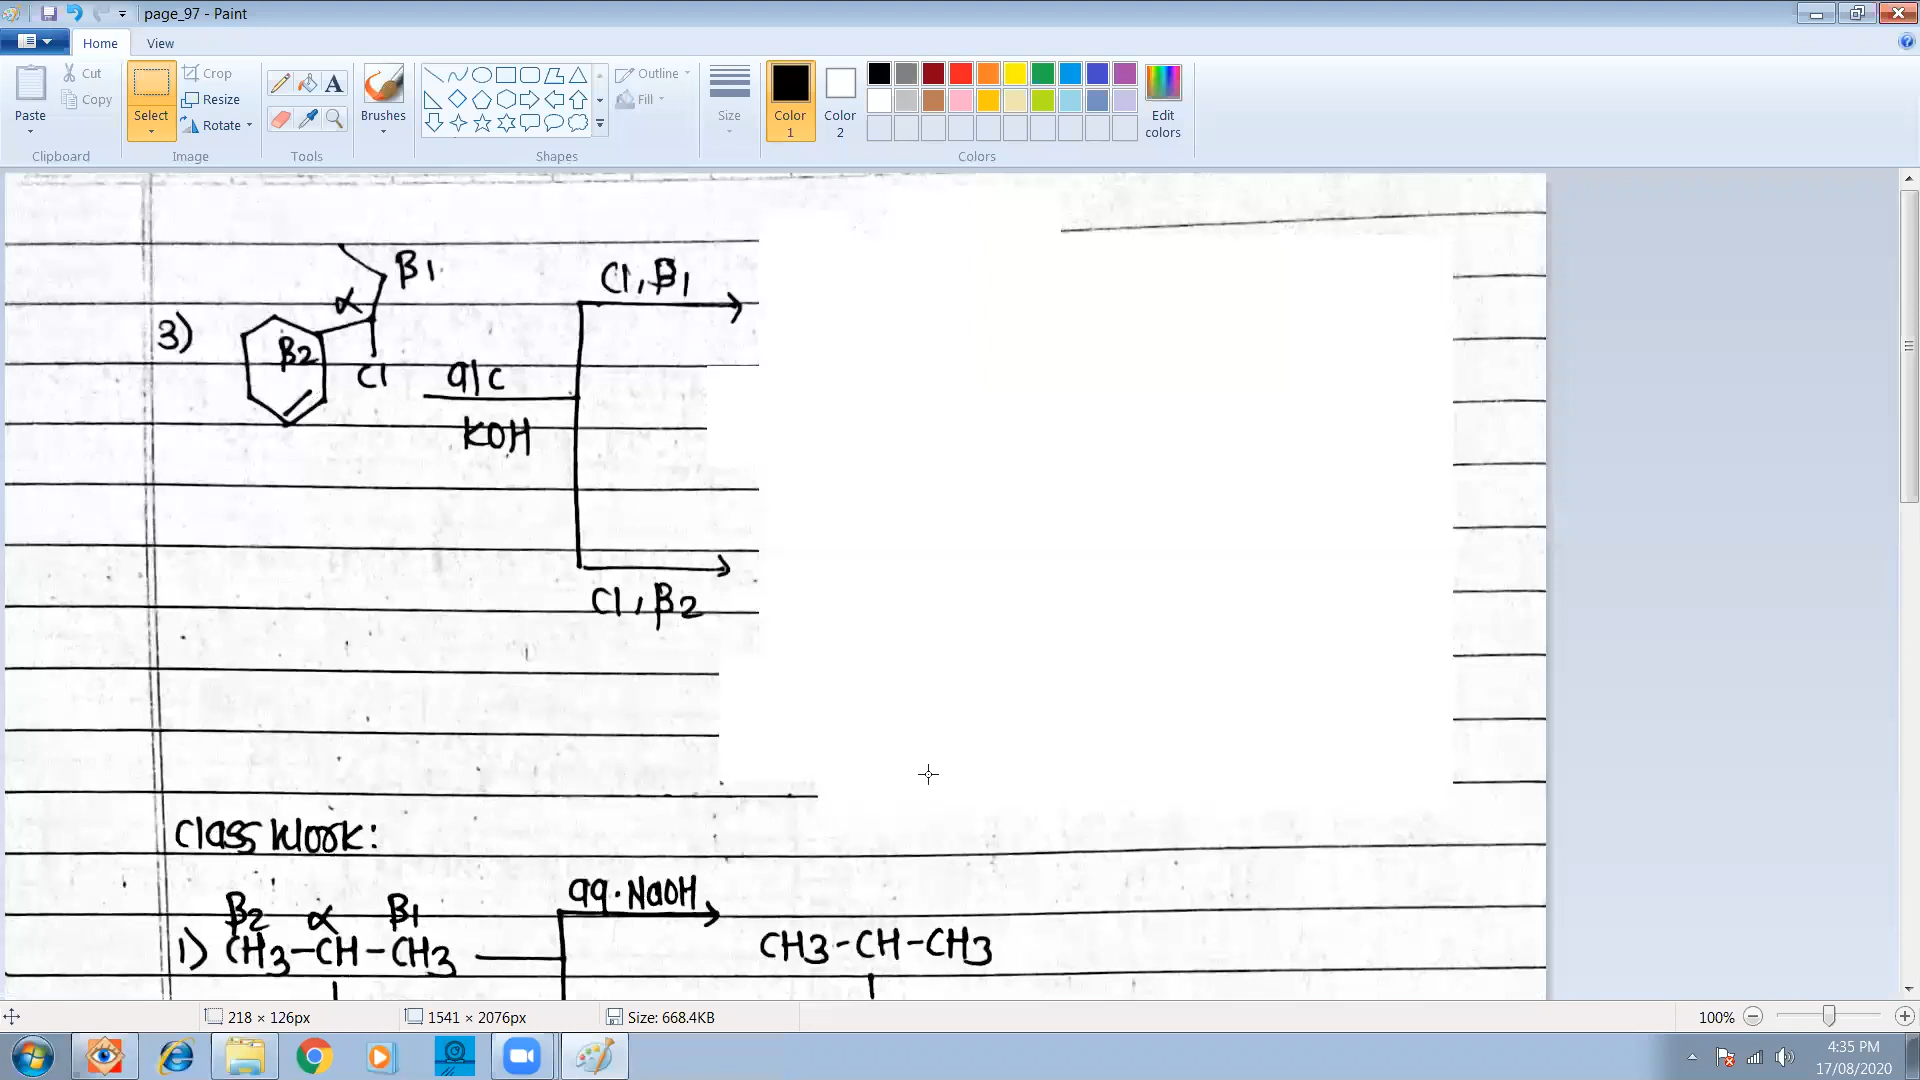 page_97 - Paint
Home View
Paste
Cut
Copy
Clipboard
Select
Crop
Resize
Rotate
Image
Tools
Brushes
Shapes
Outline
Fill
Size
Color 1
Color 2
Edit colors
Colors
β1
α
3)
β2
Cl
alc
KOH
Cl, β1
Cl, β2
Class Wook:
β2 α β1
1) CH3-CH-CH3
aq. NaOH
CH3-CH-CH3
218 × 126px
1541 × 2076px
Size: 668.4KB
100%
4:35 PM
17/08/2020